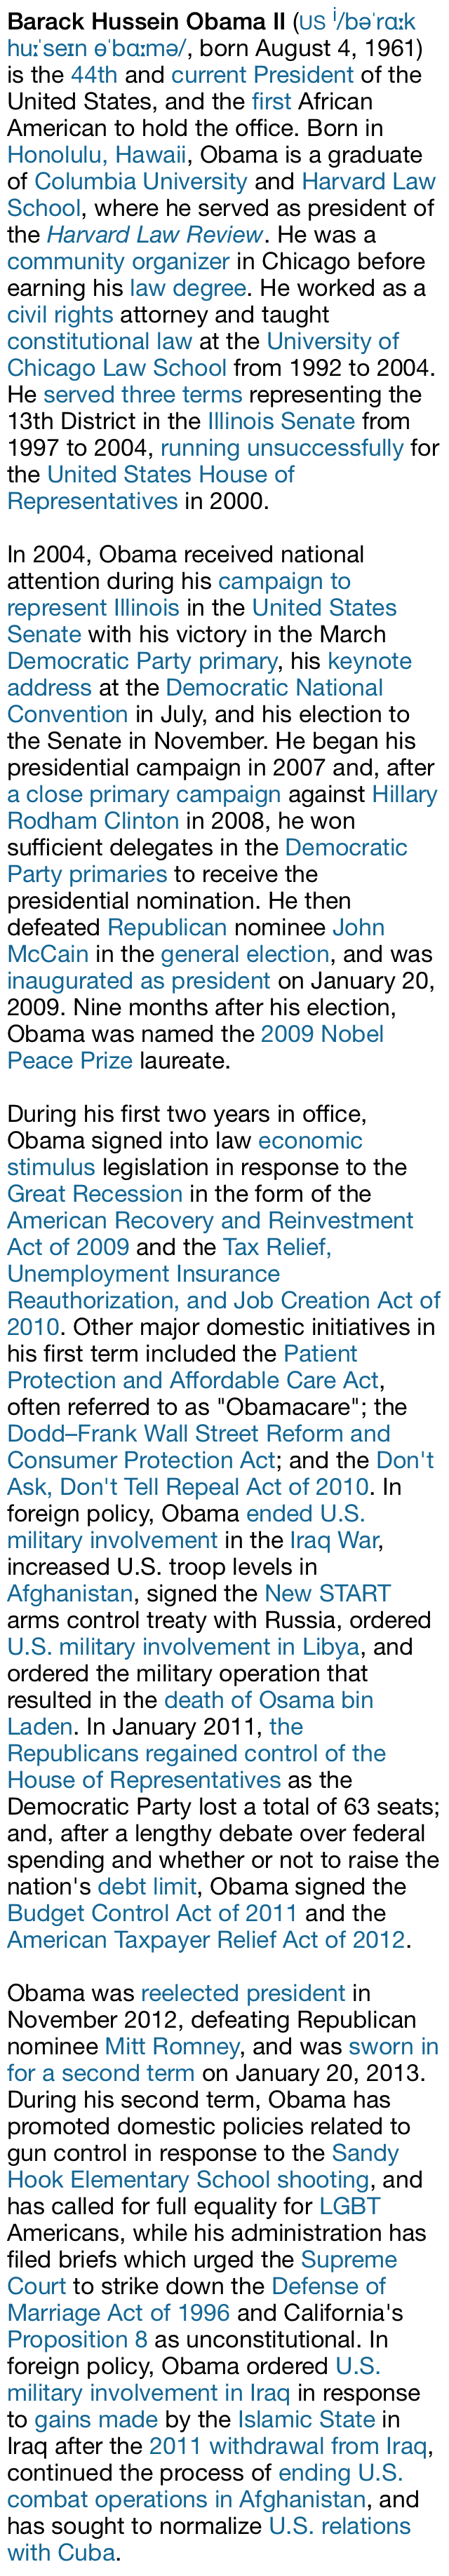 Barack Hussein Obama II (US i/bəˈrɑːk
huːˈseɪn ɵˈbɑːmə/, born August 4, 1961)
is the 44th and current President of the
United States, and the first African
American to hold the office. Born in
Honolulu, Hawaii, Obama is a graduate
of Columbia University and Harvard Law
School, where he served as president of
the Harvard Law Review. He was a
community organizer in Chicago before
earning his law degree. He worked as a
civil rights attorney and taught
constitutional law at the University of
Chicago Law School from 1992 to 2004.
He served three terms representing the
13th District in the Illinois Senate from
1997 to 2004, running unsuccessfully for
the United States House of
Representatives in 2000.

In 2004, Obama received national
attention during his campaign to
represent Illinois in the United States
Senate with his victory in the March
Democratic Party primary, his keynote
address at the Democratic National
Convention in July, and his election to
the Senate in November. He began his
presidential campaign in 2007 and, after
a close primary campaign against Hillary
Rodham Clinton in 2008, he won
sufficient delegates in the Democratic
Party primaries to receive the
presidential nomination. He then
defeated Republican nominee John
McCain in the general election, and was
inaugurated as president on January 20,
2009. Nine months after his election,
Obama was named the 2009 Nobel
Peace Prize laureate.

During his first two years in office,
Obama signed into law economic
stimulus legislation in response to the
Great Recession in the form of the
American Recovery and Reinvestment
Act of 2009 and the Tax Relief,
Unemployment Insurance
Reauthorization, and Job Creation Act of
2010. Other major domestic initiatives in
his first term included the Patient
Protection and Affordable Care Act,
often referred to as "Obamacare"; the
Dodd–Frank Wall Street Reform and
Consumer Protection Act; and the Don't
Ask, Don't Tell Repeal Act of 2010. In
foreign policy, Obama ended U.S.
military involvement in the Iraq War,
increased U.S. troop levels in
Afghanistan, signed the New START
arms control treaty with Russia, ordered
U.S. military involvement in Libya, and
ordered the military operation that
resulted in the death of Osama bin
Laden. In January 2011, the
Republicans regained control of the
House of Representatives as the
Democratic Party lost a total of 63 seats;
and, after a lengthy debate over federal
spending and whether or not to raise the
nation's debt limit, Obama signed the
Budget Control Act of 2011 and the
American Taxpayer Relief Act of 2012.

Obama was reelected president in
November 2012, defeating Republican
nominee Mitt Romney, and was sworn in
for a second term on January 20, 2013.
During his second term, Obama has
promoted domestic policies related to
gun control in response to the Sandy
Hook Elementary School shooting, and
has called for full equality for LGBT
Americans, while his administration has
filed briefs which urged the Supreme
Court to strike down the Defense of
Marriage Act of 1996 and California's
Proposition 8 as unconstitutional. In
foreign policy, Obama ordered U.S.
military involvement in Iraq in response
to gains made by the Islamic State in
Iraq after the 2011 withdrawal from Iraq,
continued the process of ending U.S.
combat operations in Afghanistan, and
has sought to normalize U.S. relations
with Cuba.